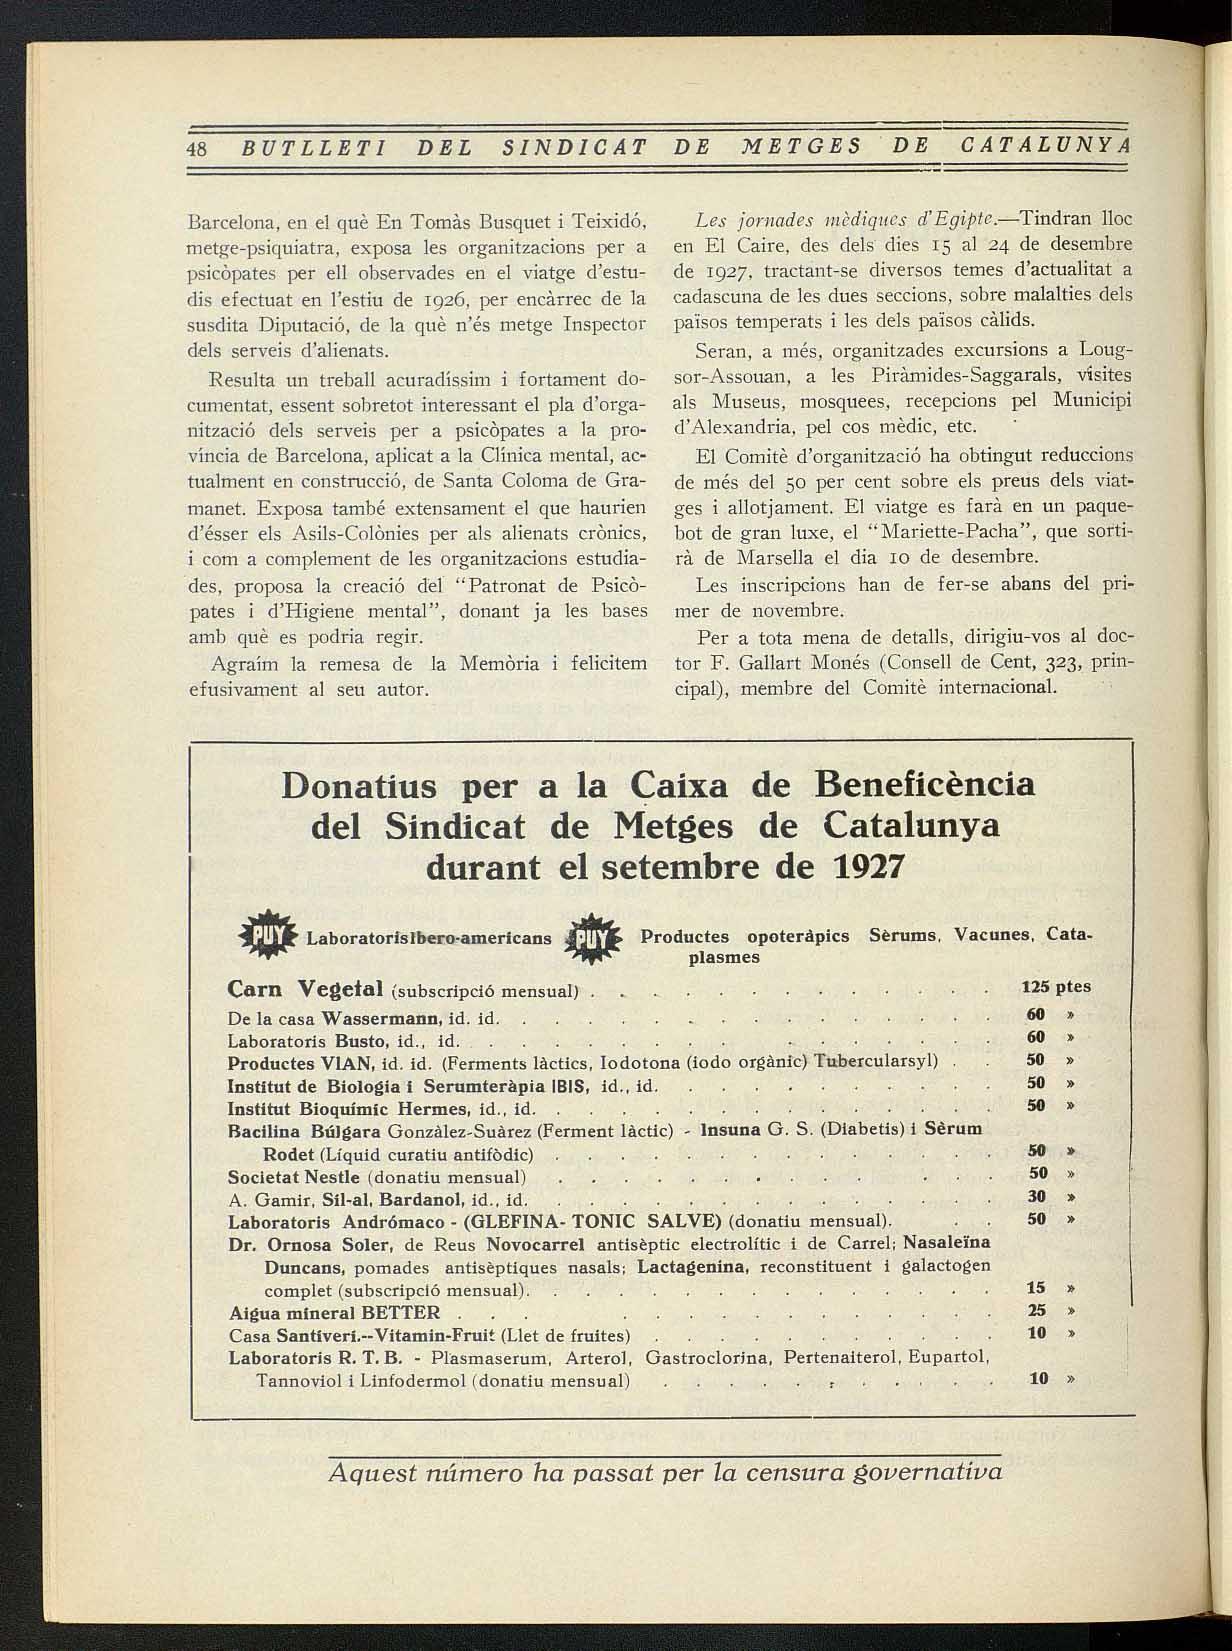 48 BUTLLETI DEL SINDICAT DE METGES DE CATALUNYA
Barcelona, en el què En Tomàs Busquet i Teixidó,
metge-psiquiatra, exposa les organitzacions per a
psicòpates per ell observades en el viatge d'estu-
dis efectuat en l'estiu de 1926, per encàrrec de la
susdita Diputació, de la què n'és metge Inspector
dels serveis d'alienats.
Resulta un treball acuradíssim i fortament do-
cumentat, essent sobretot interessant el pla d'orga-
nització dels serveis per a psicòpates a la pro-
víncia de Barcelona, aplicat a la Clínica mental, ac-
tualment en construcció, de Santa Coloma de Gra-
manet. Exposa també extensament el que haurien
d'ésser els Asils-Colònies per als alienats crònics,
i com a complement de les organitzacions estudia-
des, proposa la creació del "Patronat de Psicò-
pates i d'Higiene mental", donant ja les bases
amb què es podria regir.
Agraím la remesa de la Memòria i felicitem
efusivament al seu autor.
Les jornades mèdiques d'Egipte.—Tindran lloc
en El Caire, des dels dies 15 al 24 de desembre
de 1927, tractant-se diversos temes d'actualitat a
cadascuna de les dues seccions, sobre malalties dels
països temperats i les dels països càlids.
Seran, a més, organitzades excursions a Loug-
sor-Assouan, a les Piràmides-Saggarals, visites
als Museus, mosquees, recepcions pel Municipi
d'Alexandria, pel cos mèdic, etc.
El Comitè d'organització ha obtingut reduccions
de més del 50 per cent sobre els preus dels viat-
ges i allotjament. El viatge es farà en un paque-
bot de gran luxe, el "Mariette-Pacha", que sorti-
rà de Marsella el dia 10 de desembre.
Les inscripcions han de fer-se abans del pri-
mer de novembre.
Per a tota mena de detalls, dirigiu-vos al doc-
tor F. Gallart Monés (Consell de Cent, 323, prin-
cipal), membre del Comitè internacional.
Donatius per a la Caixa de Beneficència
del Sindicat de Metges de Catalunya
durant el setembre de 1927
PUY Laboratoris Ibero-americans PUY Productes opoteràpics Sèrums, Vacunes, Cata-
plasmes
Carn Vegetal (subscripció mensual) . . . . . . . . . . . . 125 ptes
De la casa Wassermann, id. id. . . . . . . . . . . . . . . 60 »
Laboratoris Busto, id., id. . . . . . . . . . . . . . . . 60 »
Productes VIAN, id. id. (Ferments làctics, Iodotona (iodo orgànic) Tubercularsyl) . . 50 »
Institut de Biologia i Serumteràpia IBIS, id., id. . . . . . . . . . . 50 »
Institut Bioquímic Hermes, id., id. . . . . . . . . . . . . . . 50 »
Bacilina Búlgara Gonzàlez-Suàrez (Ferment làctic) - Insuna G. S. (Diabetis) i Sèrum
Rodet (Líquid curatiu antifòdic) . . . . . . . . . . . . . . 50 »
Societat Nestle (donatiu mensual) . . . . . . . . . . . . . . 50 »
A. Gamir, Sil-al, Bardanol, id., id. . . . . . . . . . . . . . . 30 »
Laboratoris Andrómaco - (GLEFINA- TONIC SALVE) (donatiu mensual). . . 50 »
Dr. Ornosa Soler, de Reus Novocarrel antisèptic electrolític i de Carrel; Nasaleïna
Duncans, pomades antisèptiques nasals; Lactagenina, reconstituent i galactogen
complet (subscripció mensual). . . . . . . . . . . . . . . 15 »
Aigua mineral BETTER . . . . . . . . . . . . . . . 25 »
Casa Santiveri.--Vitamin-Fruit (Llet de fruites) . . . . . . . . . . . 10 »
Laboratoris R. T. B. - Plasmaserum, Arterol, Gastroclorina, Pertenaiterol, Eupartol,
Tannoviol i Linfodermol (donatiu mensual) . . . . . . . . . . . 10 »
Aquest número ha passat per la censura governativa